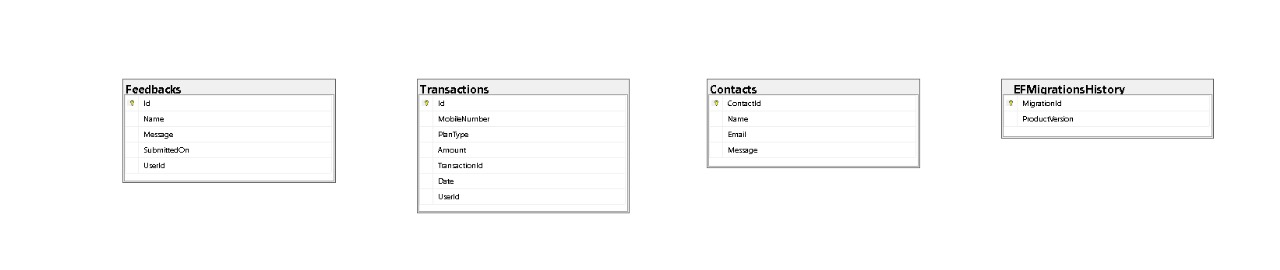 Feedbacks
Id
Name
Message
SubmittedOn
UserId
Transactions
Id
MobileNumber
PlanType
Amount
TransactionId
Date
UserId
Contacts
ContactId
Name
Email
Message
EFMigrationsHistory
MigrationId
ProductVersion